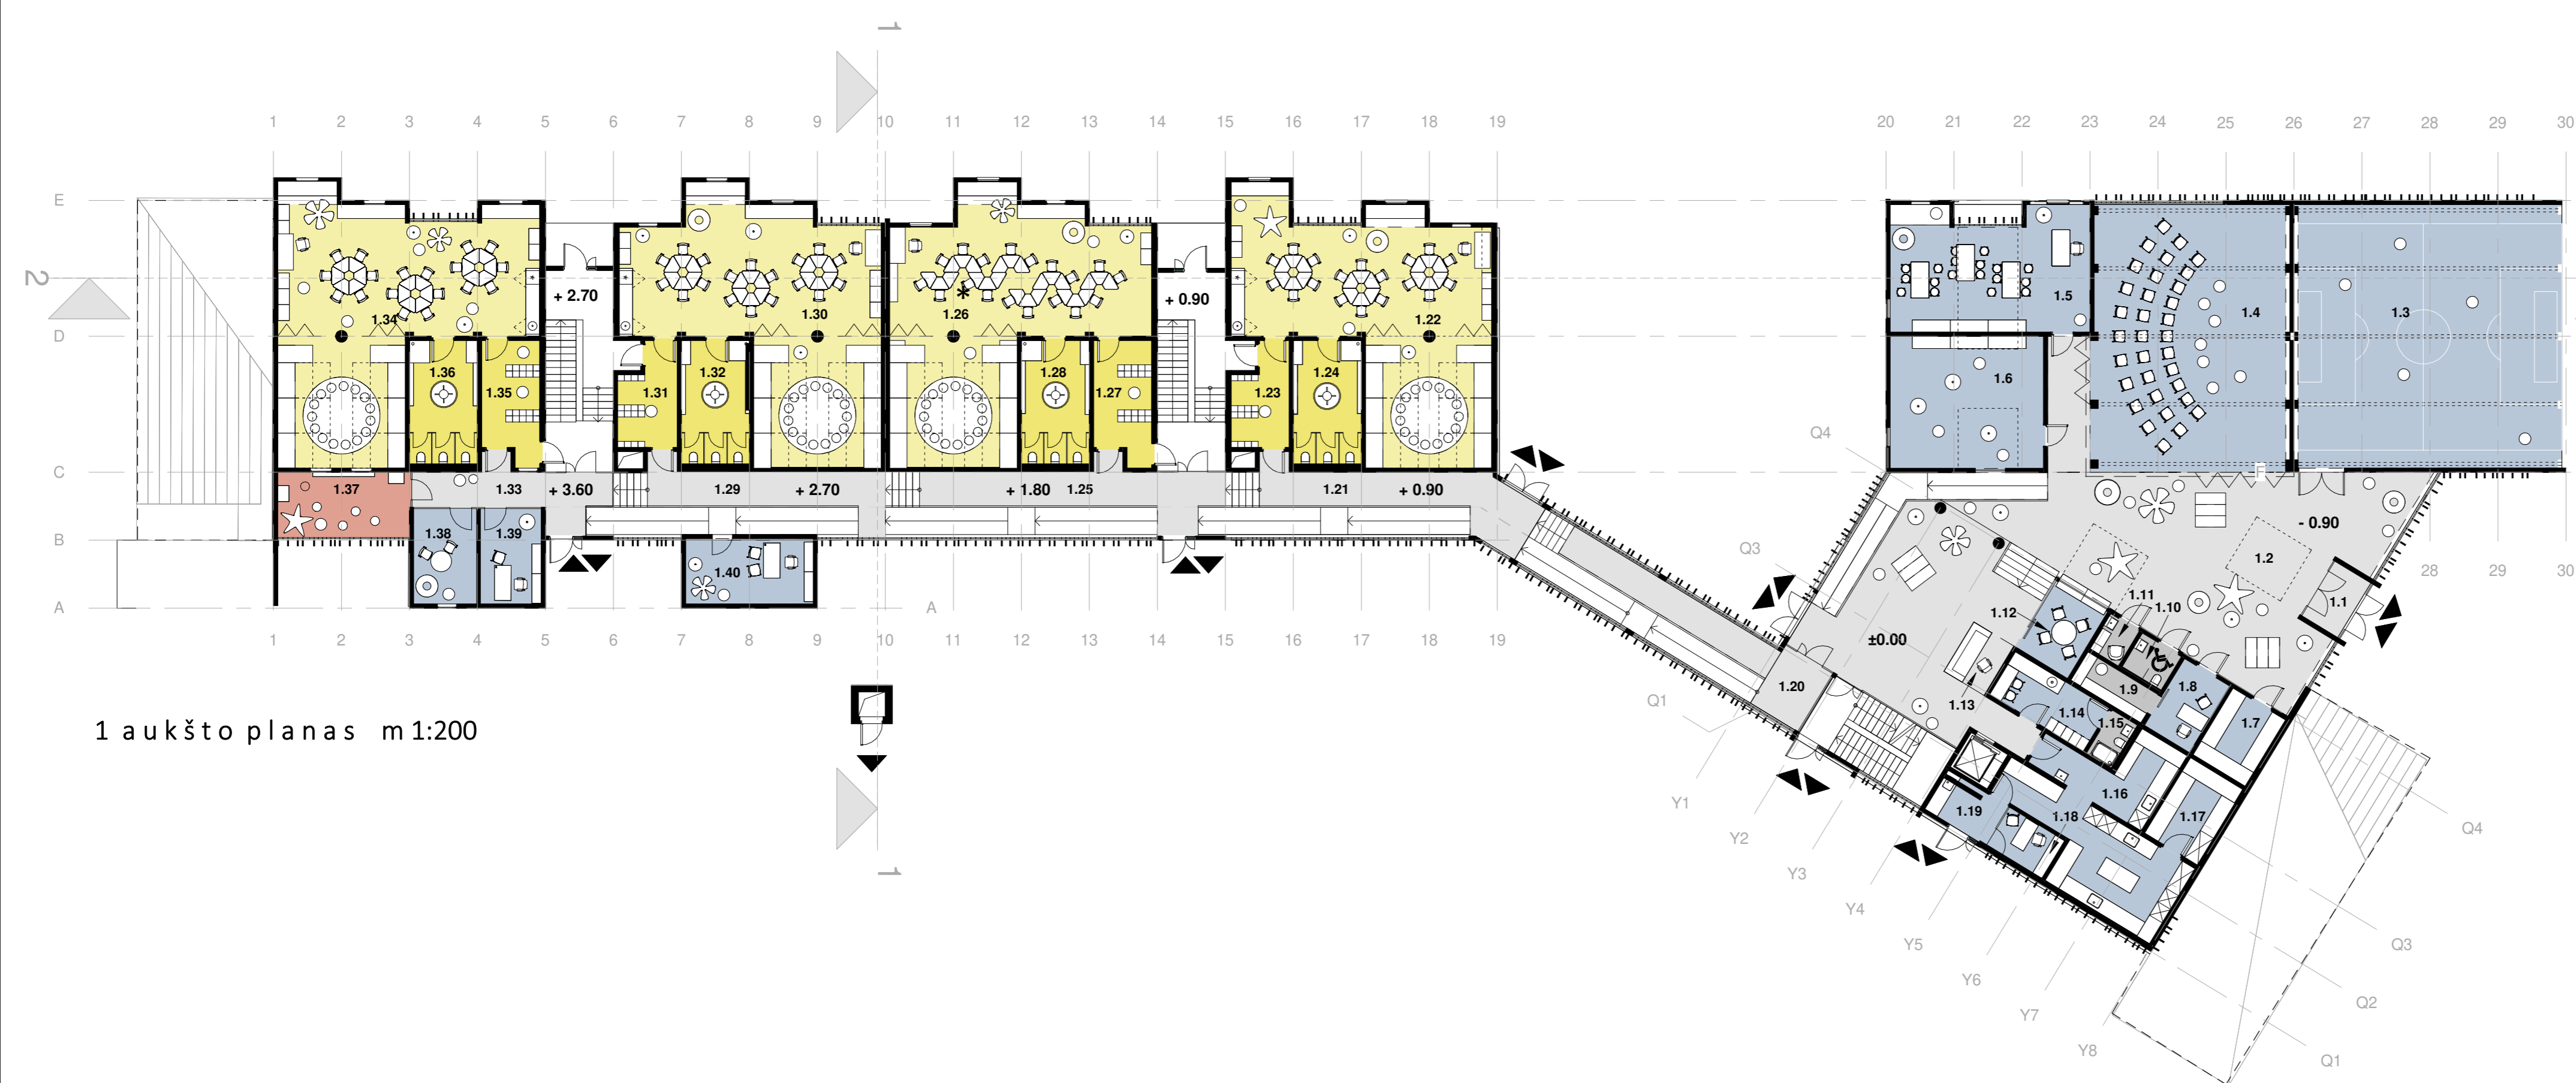 1
1 2 3 4 5 6 7 8 9 10 11 12 13 14 15 16 17 18 19 20 21 22 23 24 25 26 27 28 29 30
E
2
+ 2.70 + 0.90
1.34 1.30 1.26 * 1.22 1.5 1.4 1.3
D
1.36 1.35 1.31 1.32 1.28 1.27 1.23 1.24 1.6
Q4
C
1.37 1.33 + 3.60 1.29 + 2.70 + 1.80 1.25 1.21 + 0.90 F
- 0.90
B
1.38 1.39 Q3 1.2
1.40 28 29 30
A A
1.12 1.11 1.10 1.1
1 2 3 4 5 6 7 8 9 10 11 12 13 14 15 16 17 18 19
±0.00
1.20 1.9 1.8
Q1 1.13 1.14 1.15 1.7
1 aukšto planas m 1:200
1.16
Y1 1.19 1.18 1.17
Y2 Q4
Y3
1
Y4
Y5 Q3
Y6
Q2
Y7
Y8 Q1